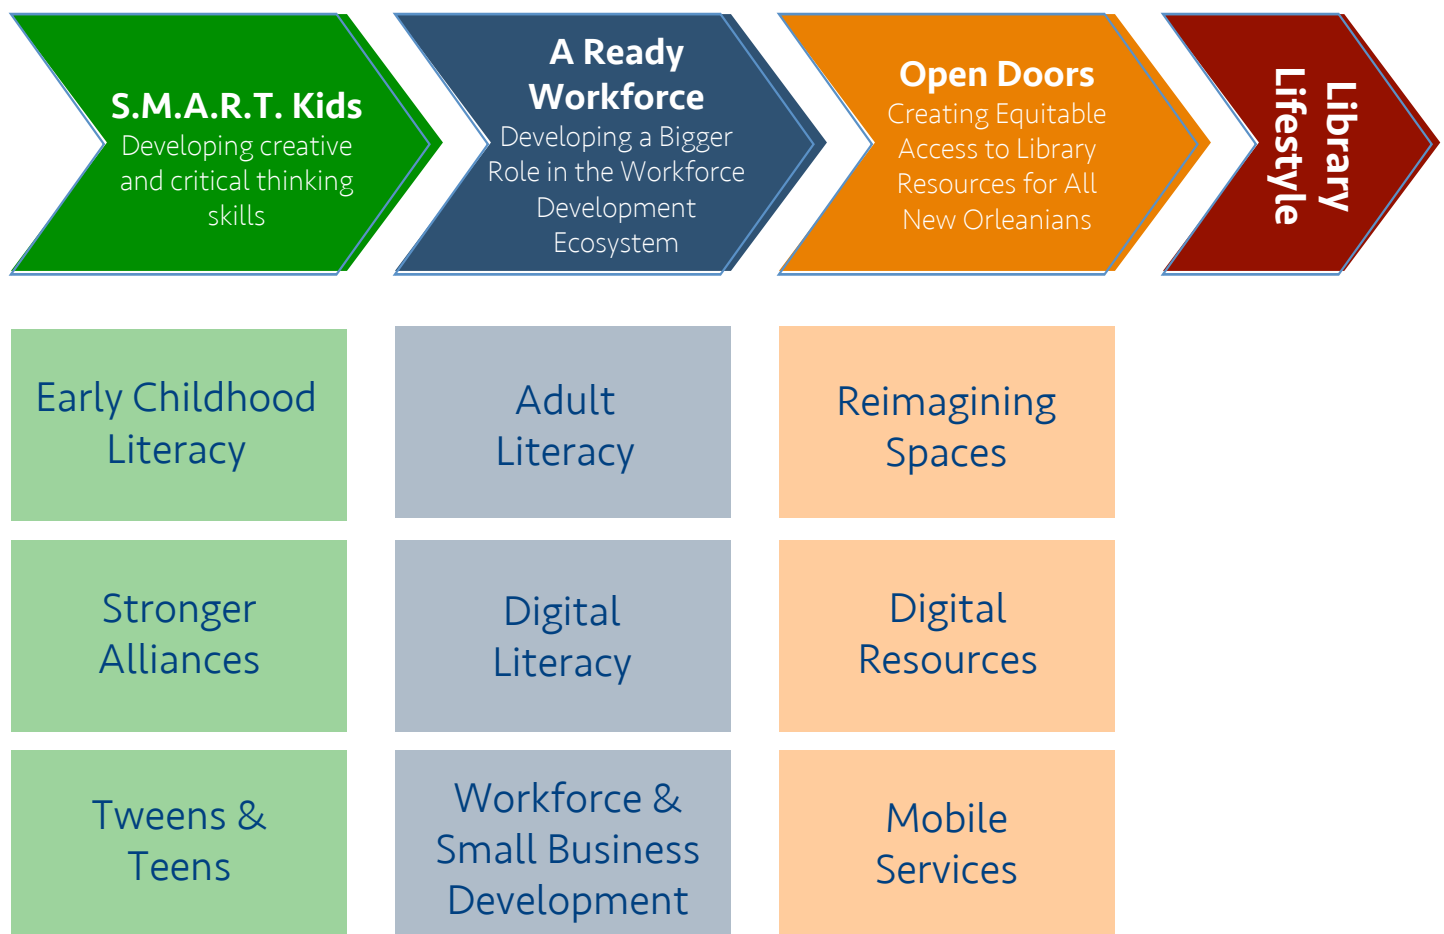 S.M.A.R.T. Kids
Developing creative
and critical thinking
skills
A Ready
Workforce
Developing a Bigger
Role in the Workforce
Development
Ecosystem
Open Doors
Creating Equitable
Access to Library
Resources for All
New Orleanians
Library
Lifestyle
Early Childhood
Literacy
Adult
Literacy
Reimagining
Spaces
Stronger
Alliances
Digital
Literacy
Digital
Resources
Tweens &
Teens
Workforce &
Small Business
Development
Mobile
Services